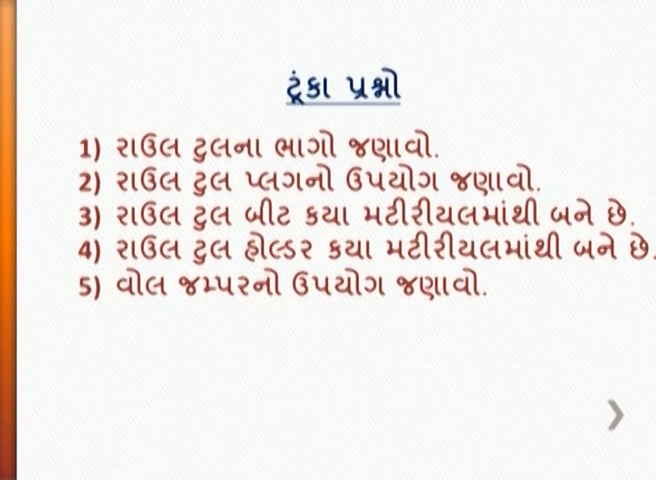 ટૂંકા પ્રશ્નો
1) રાઉલ ટુલના ભાગો જણાવો.
2) રાઉલ ટુલ પ્લગનો ઉપયોગ જણાવો.
3) રાઉલ ટુલ બીટ કયા મટીરીયલમાંથી બને છે.
4) રાઉલ ટુલ હોલ્ડર કયા મટીરીયલમાંથી બને છે.
5) વોલ જમ્પરનો ઉપયોગ જણાવો.